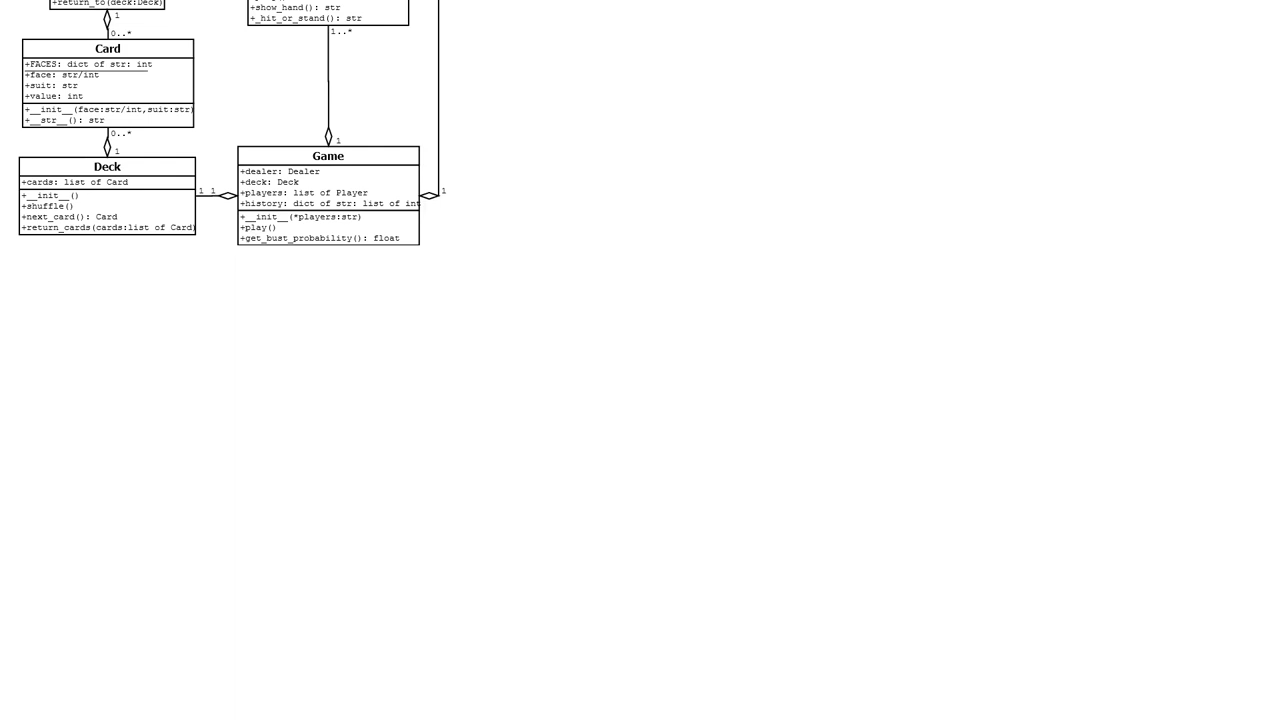 +return_to(deck:Deck)
1
0..*
Card
+FACES: dict of str: int
+face: str/int
+suit: str
+value: int
+__init__(face:str/int,suit:str)
+__str__(): str
0..*
1
Deck
+cards: list of Card
+__init__()
+shuffle()
+next_card(): Card
+return_cards(cards:list of Card)
1 1
+show_hand(): str
+_hit_or_stand(): str
1..*
1
Game
+dealer: Dealer
+deck: Deck
+players: list of Player
+history: dict of str: list of int
+__init__(*players:str)
+play()
+get_bust_probability(): float
1